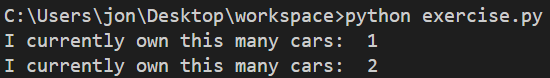 C:\Users\jon\Desktop\workspace>python exercise.py
I currently own this many cars:  1
I currently own this many cars:  2